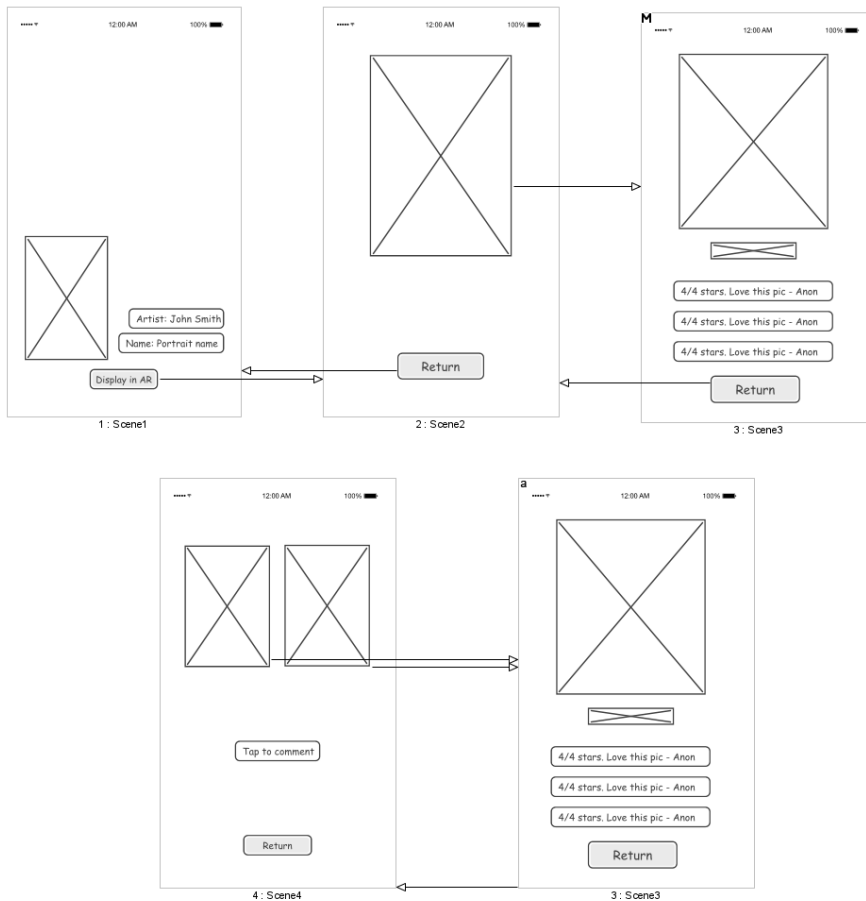 12:00 AM 100%
12:00 AM 100%
M
12:00 AM 100%
Artist: John Smith
Name: Portrait name
Display in AR
1 : Scene1
Return
2 : Scene2
4/4 stars. Love this pic - Anon
4/4 stars. Love this pic - Anon
4/4 stars. Love this pic - Anon
Return
3 : Scene3
12:00 AM 100%
Tap to comment
Return
4 : Scene4
a
12:00 AM 100%
4/4 stars. Love this pic - Anon
4/4 stars. Love this pic - Anon
4/4 stars. Love this pic - Anon
Return
3 : Scene3